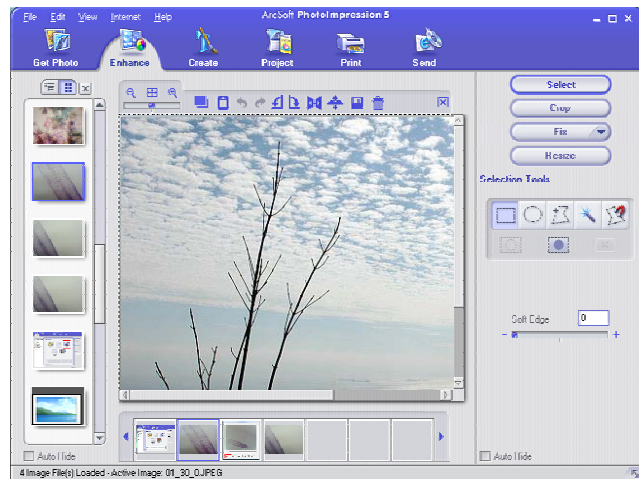 File Edit View Internet Help
ArcSoft PhotoImpression 5
Get Photo Enhance Create Project Print Send
Select
Crop
Fix
Resize
Selection Tools
Soft Edge 0
- +
Auto Hide
Auto Hide
4 Image File(s) Loaded - Active Image: 01_30_0.JPEG